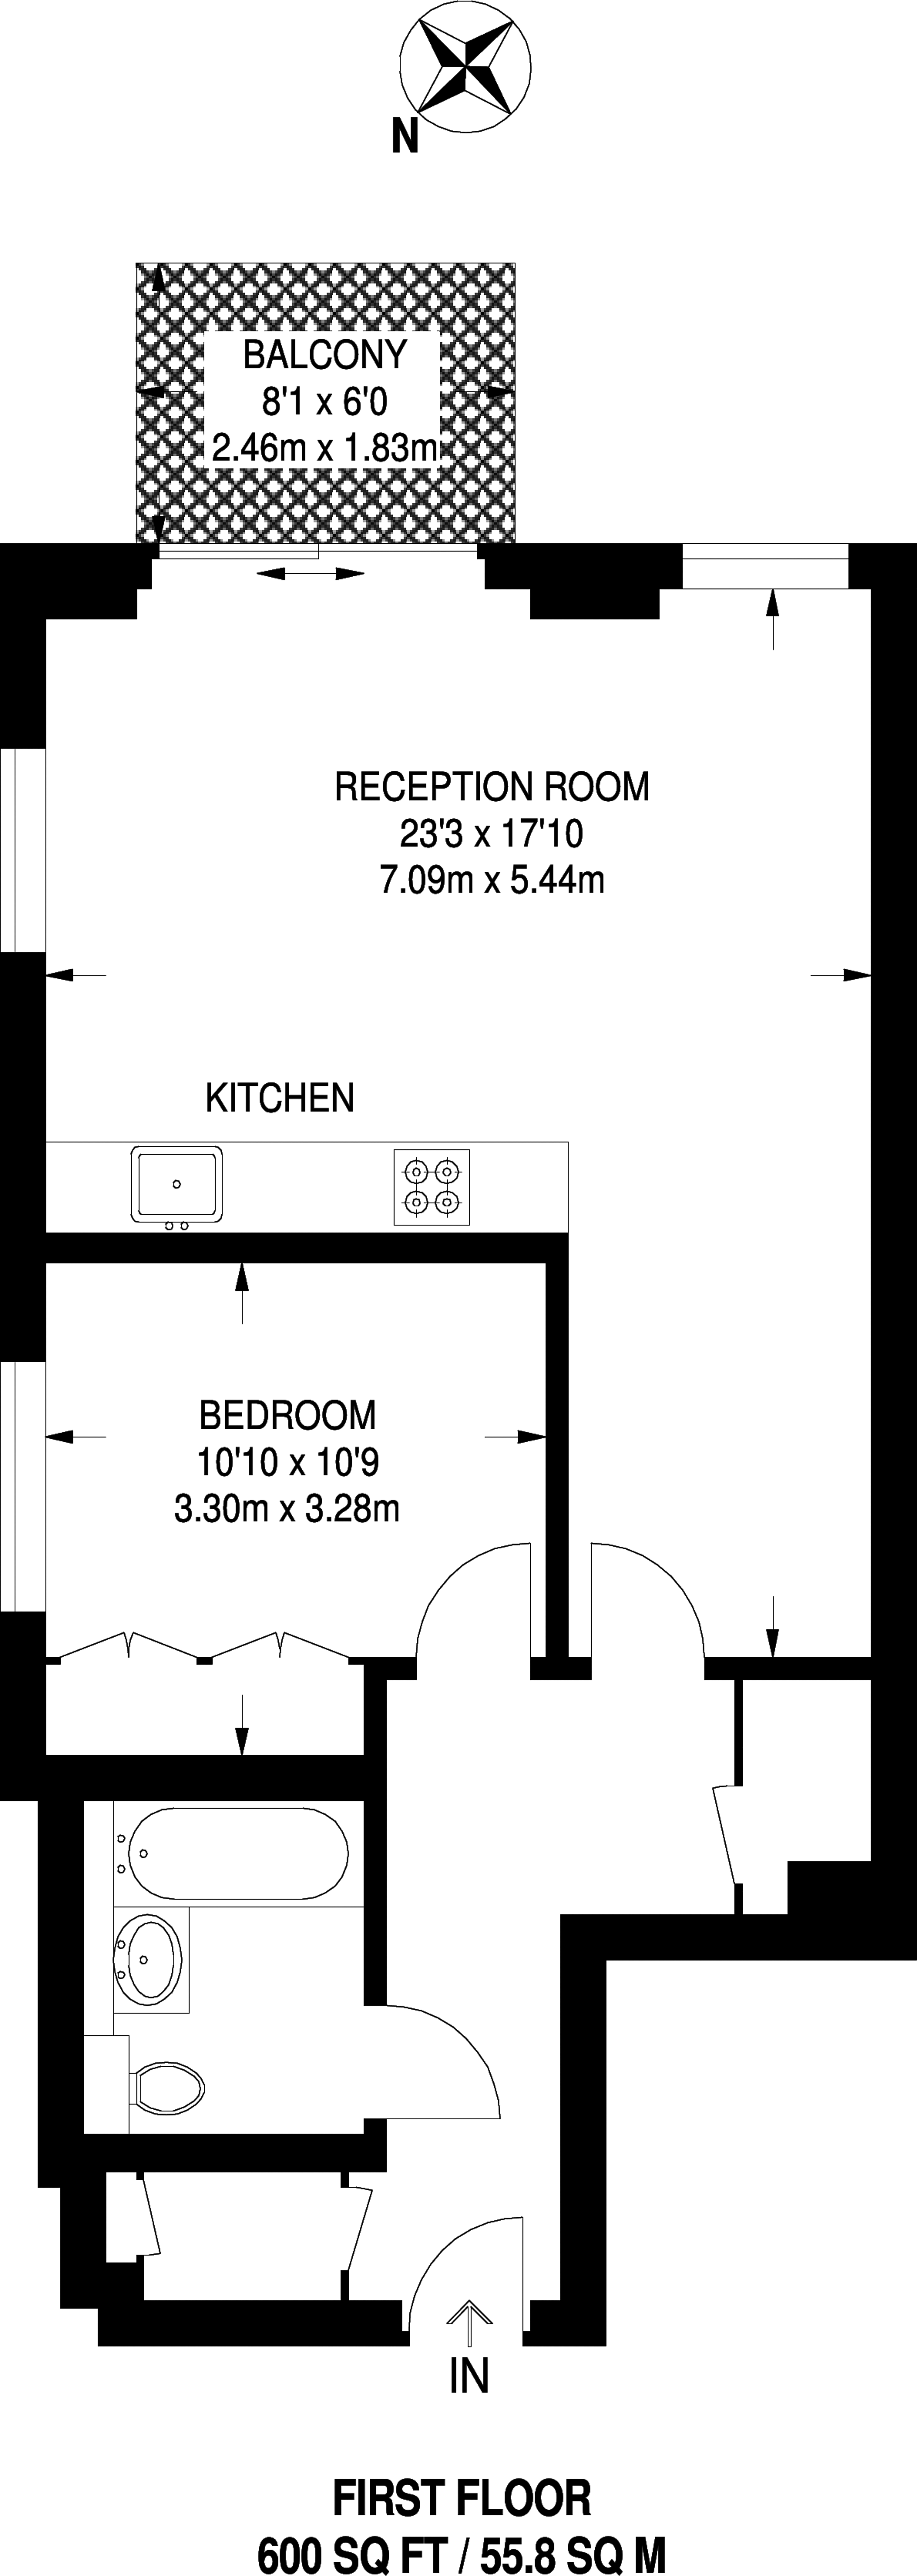 N
BALCONY
8'1 x 6'0
2.46m x 1.83m
RECEPTION ROOM
23'3 x 17'10
7.09m x 5.44m
KITCHEN
BEDROOM
10'10 x 10'9
3.30m x 3.28m
IN
FIRST FLOOR
600 SQ FT / 55.8 SQ M